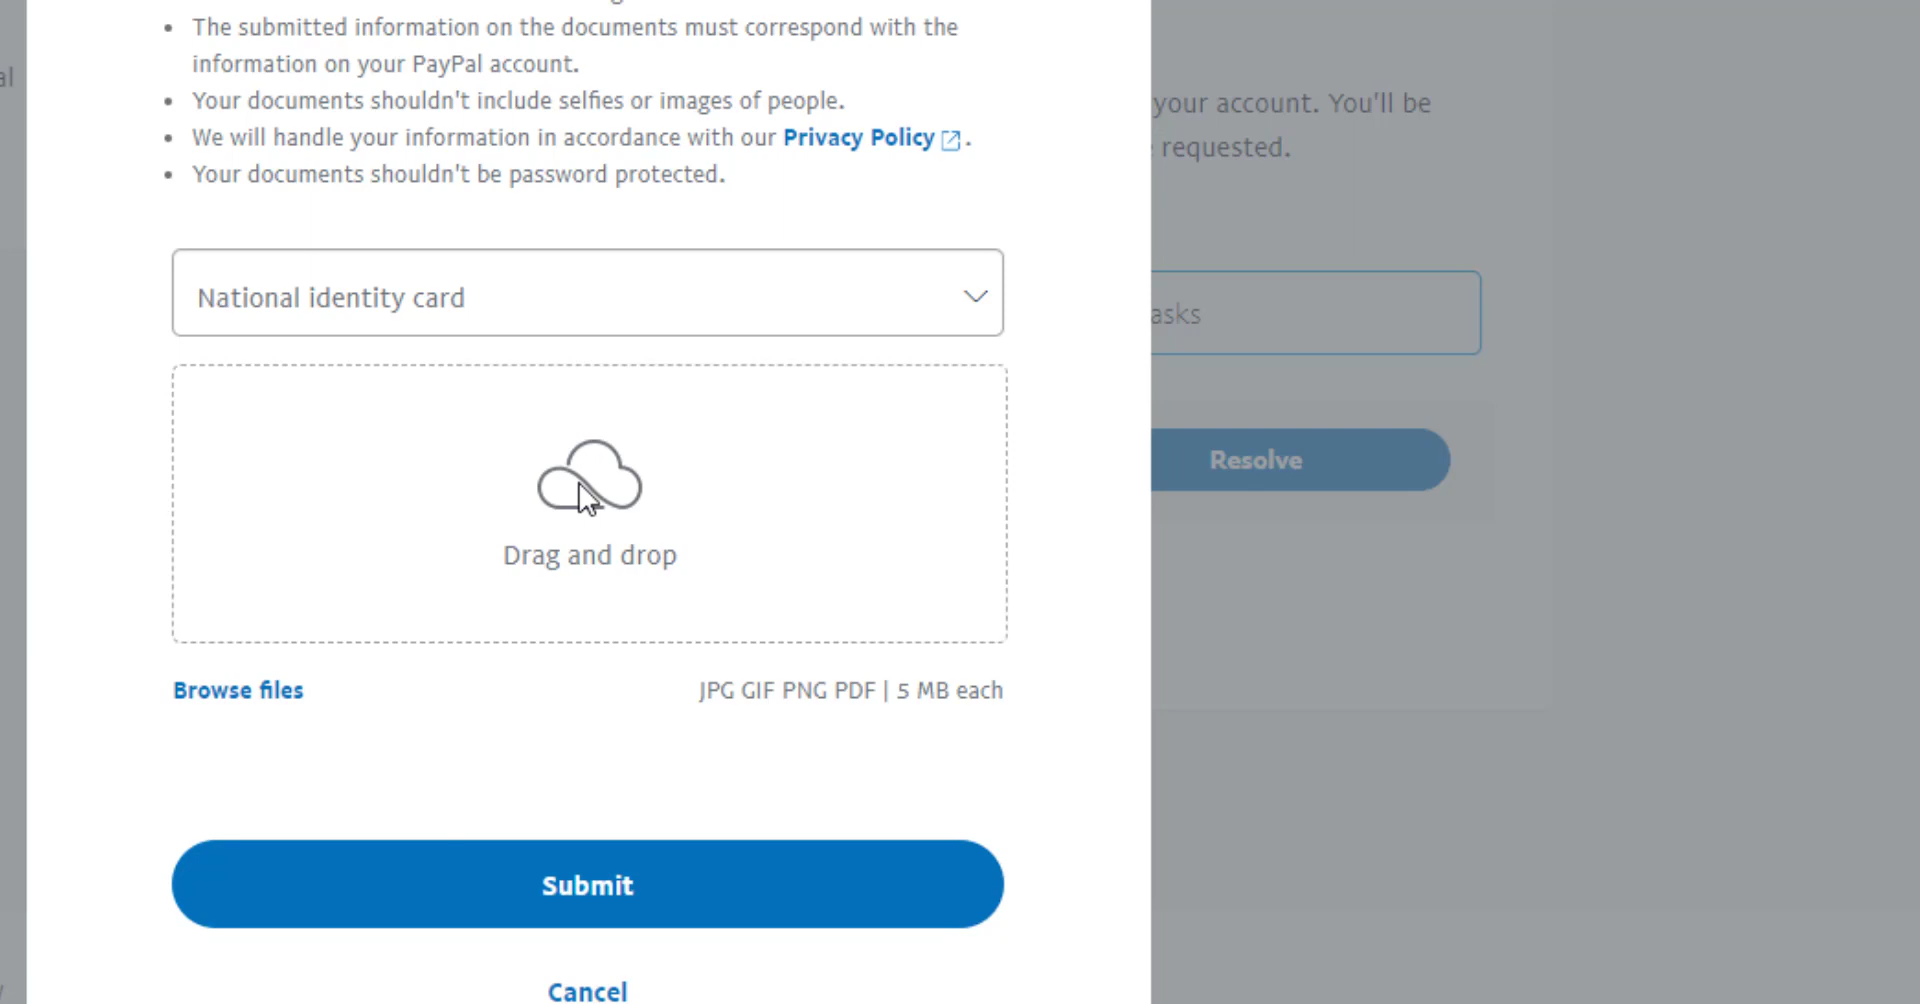 The submitted information on the documents must correspond with the
information on your PayPal account.
Your documents shouldn't include selfies or images of people.
We will handle your information in accordance with our Privacy Policy.
Your documents shouldn't be password protected.
National identity card
Drag and drop
Browse files
JPG GIF PNG PDF | 5 MB each
Submit
Cancel
al
your account. You'll be
requested.
asks
Resolve